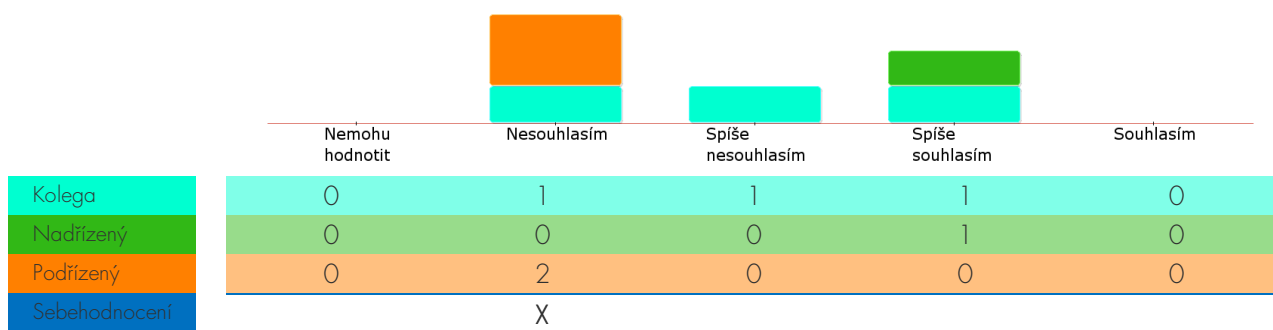 Nemohu
hodnotit
Nesouhlasím
Spíše
nesouhlasím
Spíše
souhlasím
Souhlasím
Kolega 0 1 1 1 0
Nadřízený 0 0 0 1 0
Podřízený 0 2 0 0 0
Sebehodnocení X